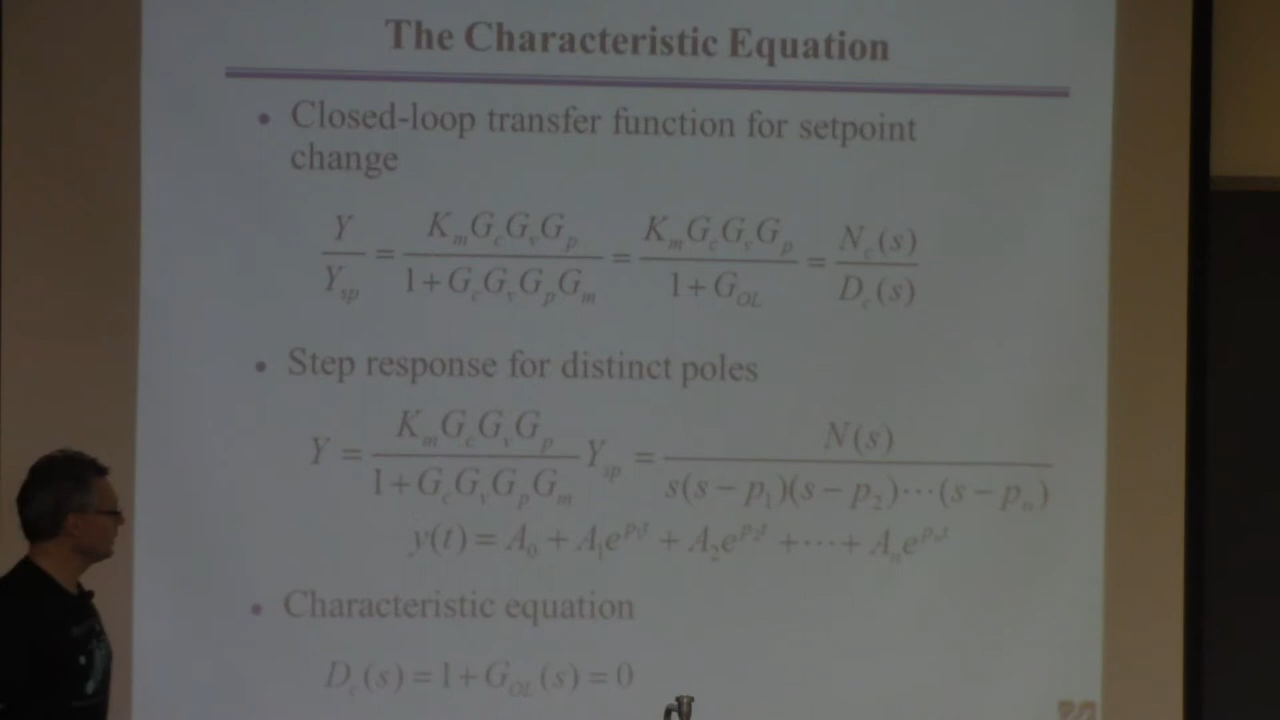 The Characteristic Equation
• Closed-loop transfer function for setpoint
change
Y/Y_sp = K_m G_c G_v G_p / (1+G_c G_v G_p G_m) = K_m G_c G_v G_p / (1+G_OL) = N_c(s) / D_c(s)
• Step response for distinct poles
Y = K_m G_c G_v G_p / (1+G_c G_v G_p G_m) Y_sp = N(s) / (s(s−p_1)(s−p_2)⋯(s−p_n))
y(t) = A_0 + A_1e^{p_1t} + A_2e^{p_2t} +⋯+ A_ne^{p_nt}
• Characteristic equation
D_c(s) = 1+G_OL(s) = 0